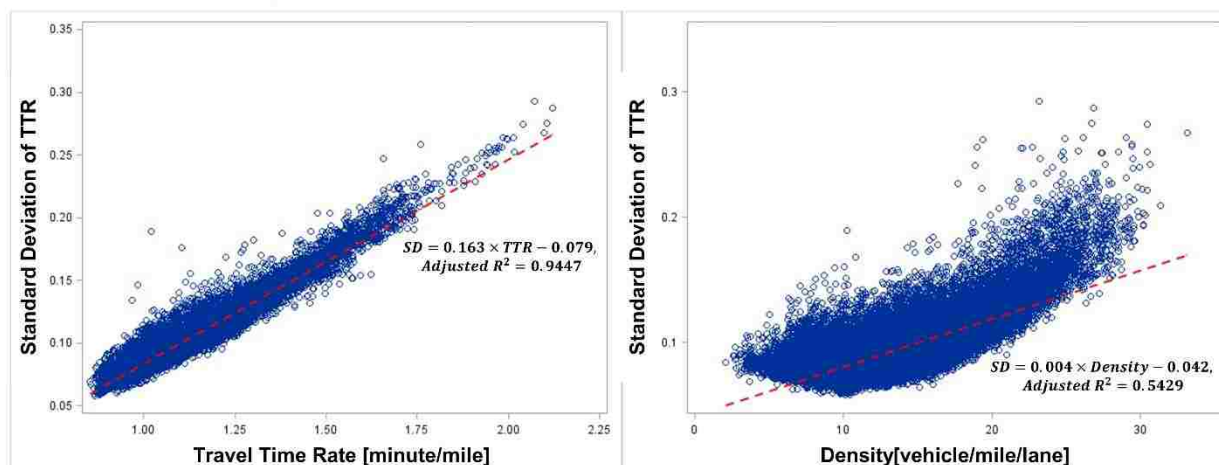 0.35
0.30
0.25
0.20
0.15
0.10
0.05
Standard Deviation of TTR
SD = 0.163 × TTR − 0.079,
Adjusted R² = 0.9447
1.00 1.25 1.50 1.75 2.00 2.25
Travel Time Rate [minute/mile]
0.3
0.2
0.1
Standard Deviation of TTR
SD = 0.004 × Density − 0.042,
Adjusted R² = 0.5429
0 10 20 30
Density[vehicle/mile/lane]